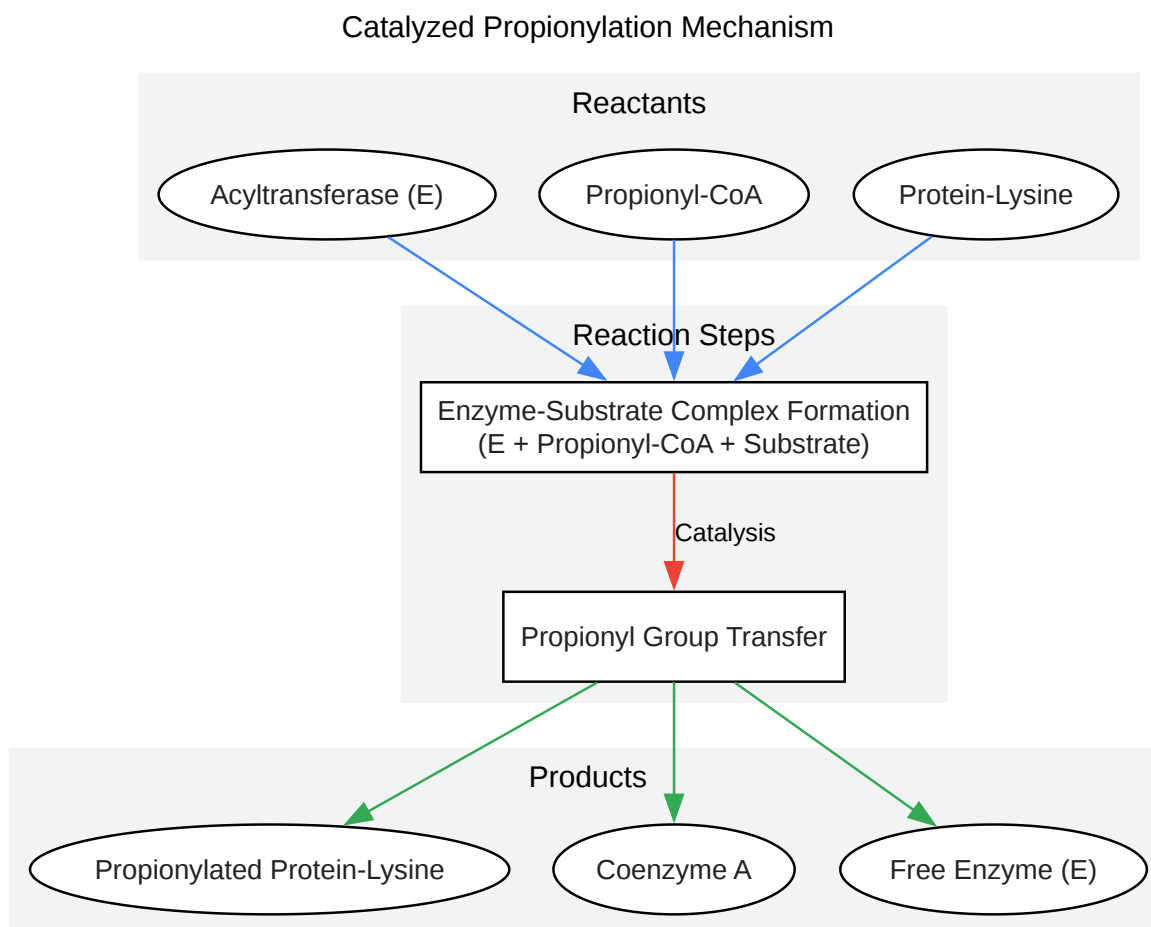 Catalyzed Propionylation Mechanism
Reactants
Acyltransferase (E)
Propionyl-CoA
Protein-Lysine
Reaction Steps
Enzyme-Substrate Complex Formation
(E + Propionyl-CoA + Substrate)
Catalysis
Propionyl Group Transfer
Products
Propionylated Protein-Lysine
Coenzyme A
Free Enzyme (E)